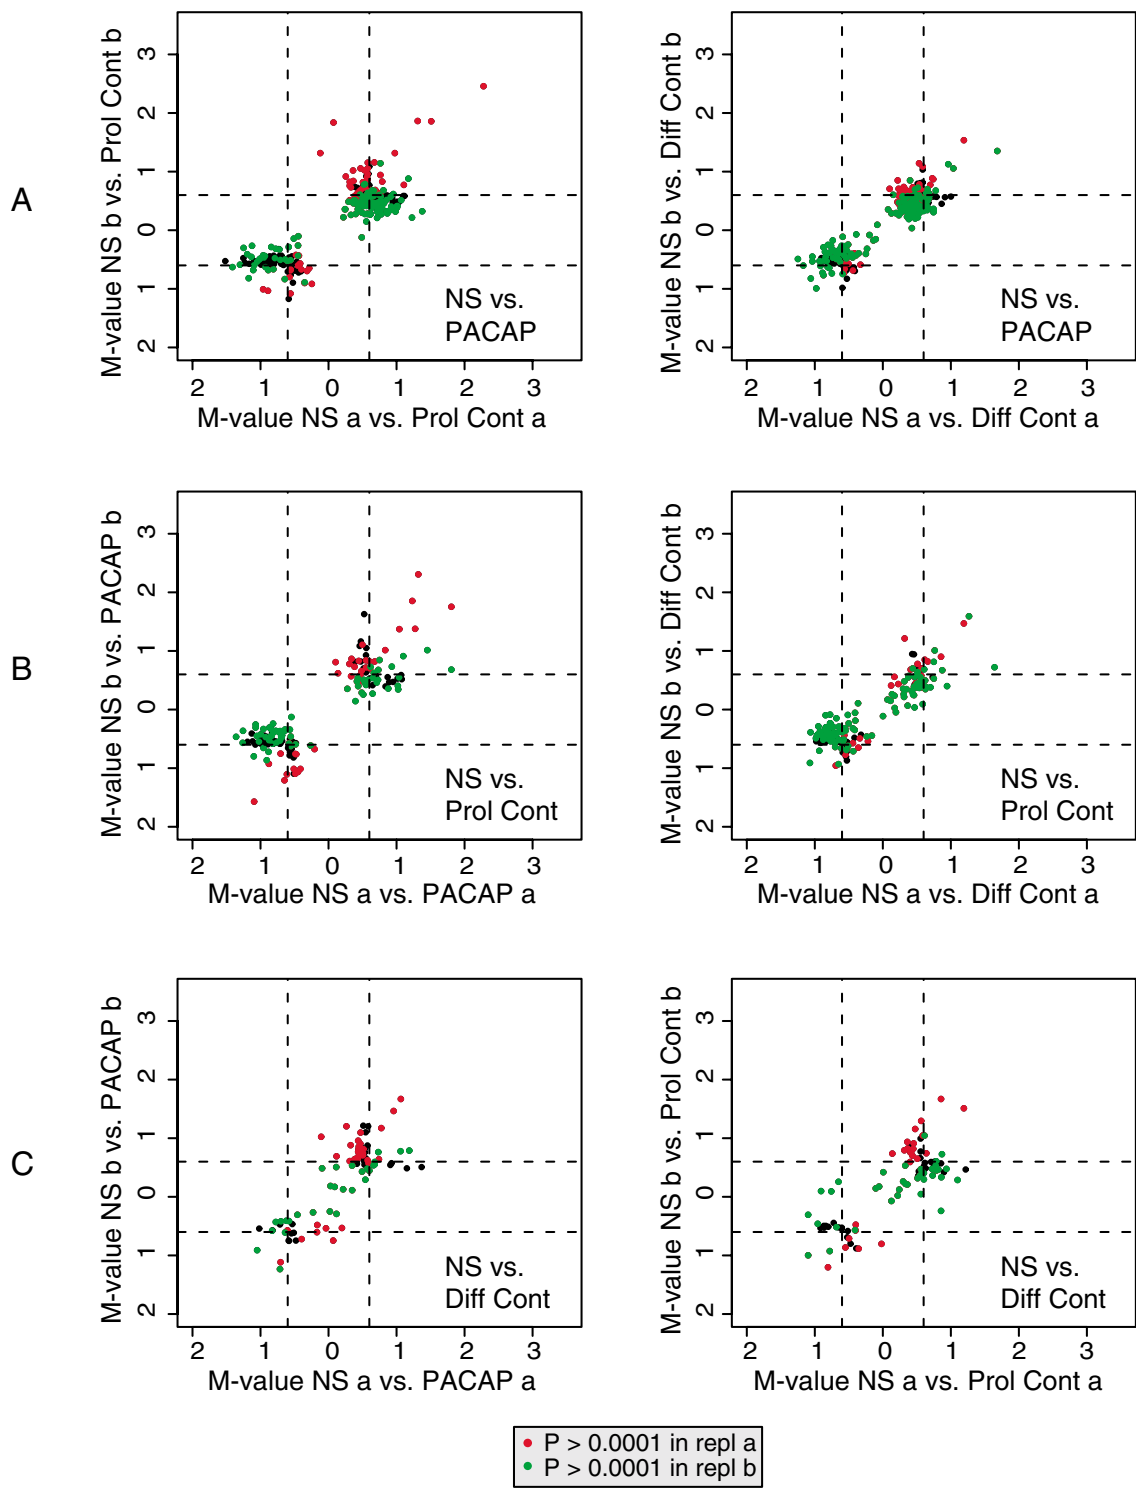 A
M-value NS b vs. Prol Cont b
3
2
1
0
1
2
NS vs.
PACAP
2 1 0 1 2 3
M-value NS a vs. Prol Cont a
M-value NS b vs. Diff Cont b
3
2
1
0
1
2
NS vs.
PACAP
2 1 0 1 2 3
M-value NS a vs. Diff Cont a
B
M-value NS b vs. PACAP b
3
2
1
0
1
2
NS vs.
Prol Cont
2 1 0 1 2 3
M-value NS a vs. PACAP a
M-value NS b vs. Diff Cont b
3
2
1
0
1
2
NS vs.
Prol Cont
2 1 0 1 2 3
M-value NS a vs. Diff Cont a
C
M-value NS b vs. PACAP b
3
2
1
0
1
2
NS vs.
Diff Cont
2 1 0 1 2 3
M-value NS a vs. PACAP a
M-value NS b vs. Prol Cont b
3
2
1
0
1
2
NS vs.
Diff Cont
2 1 0 1 2 3
M-value NS a vs. Prol Cont a
P > 0.0001 in repl a
P > 0.0001 in repl b